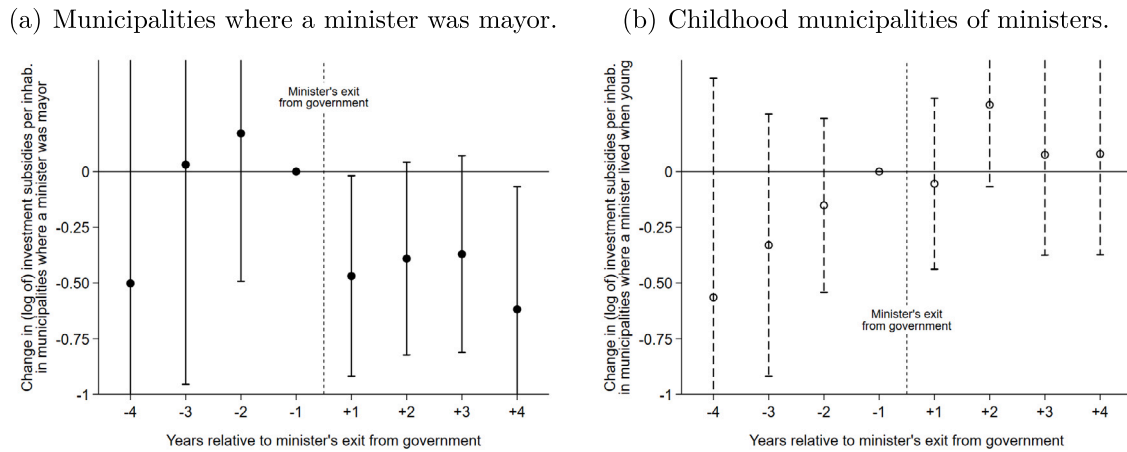 (a) Municipalities where a minister was mayor.
Change in (log of) investment subsidies per inhab.
in municipalities where a minister was mayor
Minister's exit
from government
0
-0.25
-0.50
-0.75
-1
-4 -3 -2 -1 +1 +2 +3 +4
Years relative to minister's exit from government
(b) Childhood municipalities of ministers.
Change in (log of) investment subsidies per inhab.
in municipalities where a minister lived when young
0
-0.25
-0.50
-0.75
-1
Minister's exit
from government
-4 -3 -2 -1 +1 +2 +3 +4
Years relative to minister's exit from government